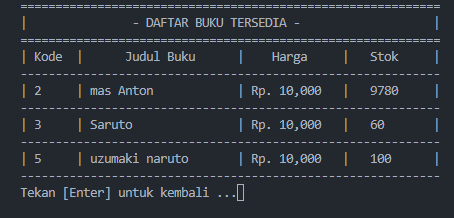 ============================================================
|               - DAFTAR BUKU TERSEDIA -                   |
============================================================
| Kode  |      Judul Buku      |    Harga     |   Stok      |
------------------------------------------------------------
| 2     | mas Anton            | Rp. 10,000   |   9780      |
------------------------------------------------------------
| 3     | Saruto               | Rp. 10,000   |   60        |
------------------------------------------------------------
| 5     | uzumaki naruto       | Rp. 10,000   |   100       |
------------------------------------------------------------
Tekan [Enter] untuk kembali ...